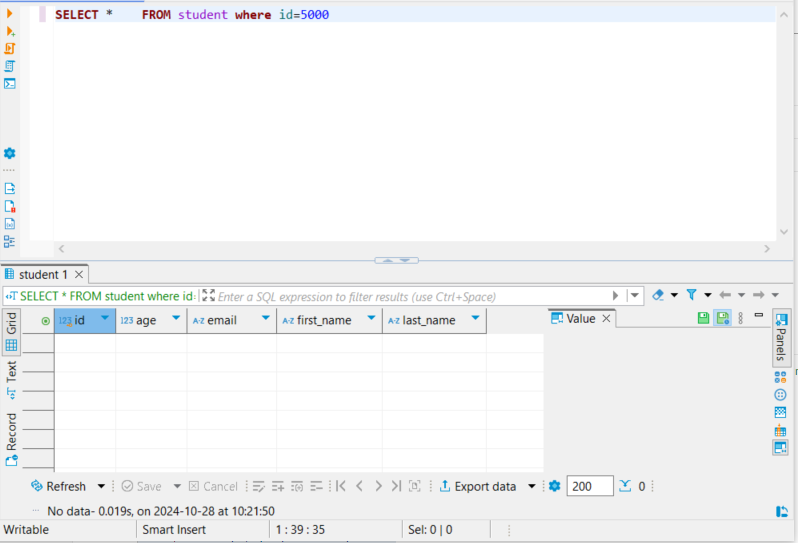 SELECT *    FROM student where id=5000
student 1
SELECT * FROM student where id
Enter a SQL expression to filter results (use Ctrl+Space)
Grid
Text
Record
123 id
123 age
A-Z email
A-Z first_name
A-Z last_name
Value
Panels
Refresh
Save
Cancel
Export data
200
0
No data- 0.019s, on 2024-10-28 at 10:21:50
Writable
Smart Insert
1 : 39 : 35
Sel: 0 | 0